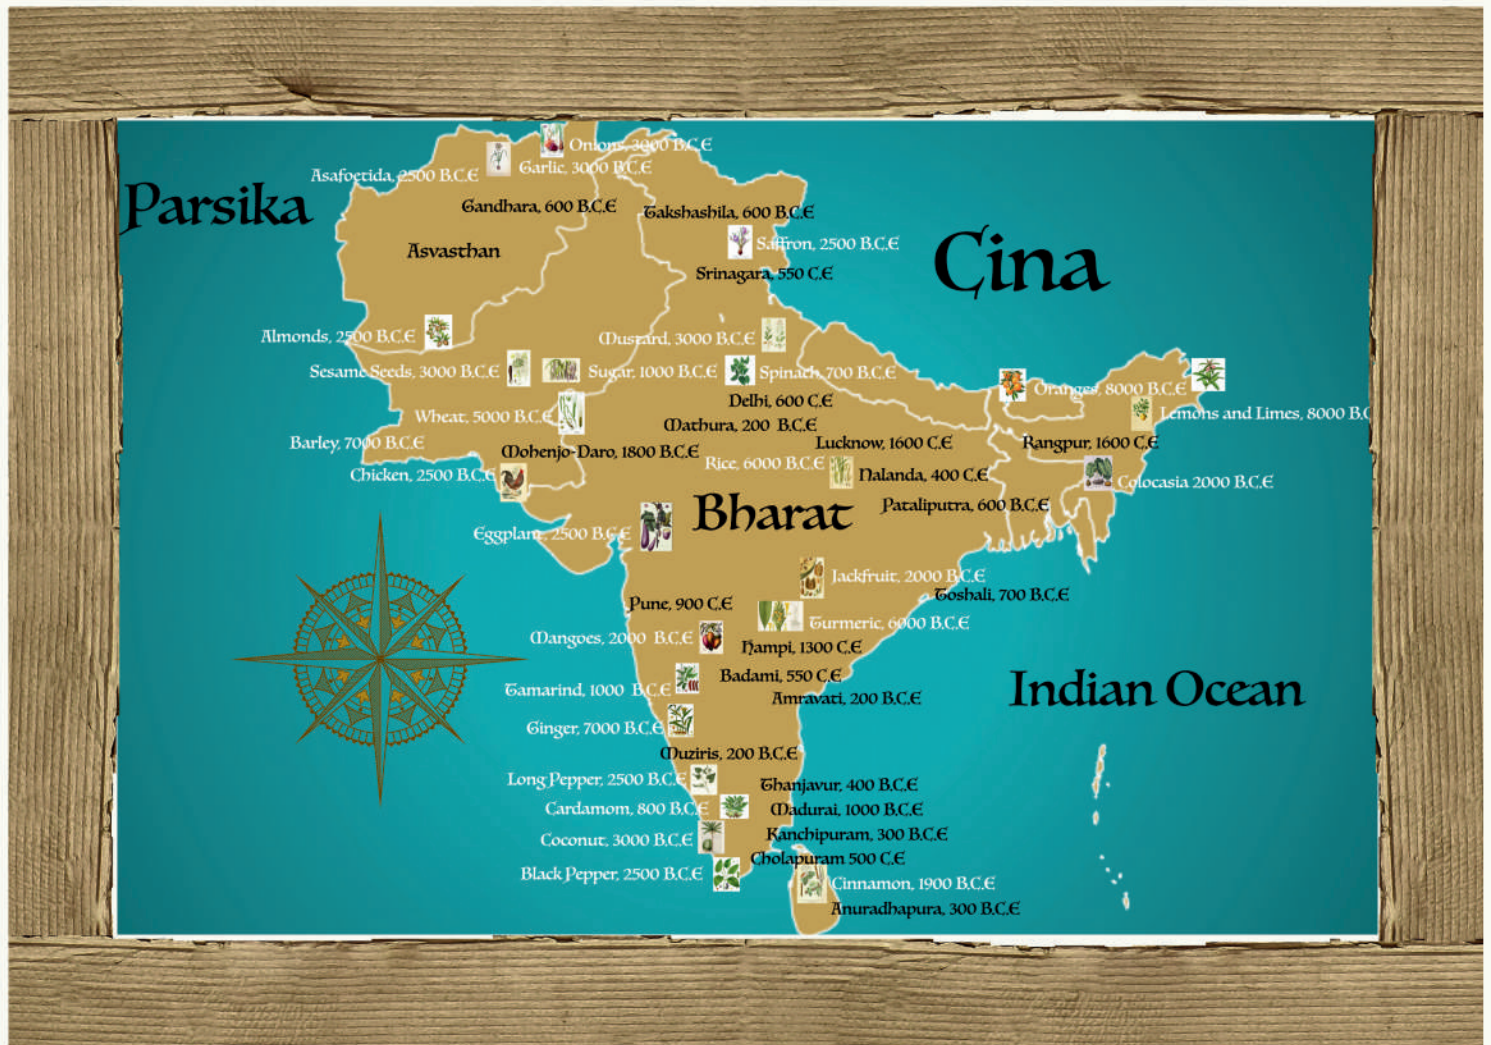 Onions, 3000 B.C.E
Garlic, 3000 B.C.E
Asafoetida, 2500 B.C.E
Parsika
Gandhara, 600 B.C.E
Takshashila, 600 B.C.E
Asvasthan
Saffron, 2500 B.C.E
Cina
Srinagara, 550 C.E
Almonds, 2500 B.C.E
Mustard, 3000 B.C.E
Sesame Seeds, 3000 B.C.E
Sugar, 1000 B.C.E
Spinach, 700 B.C.E
Oranges, 8000 B.C.E
Delhi, 600 C.E
Wheat, 5000 B.C.E
Lemons and Limes, 8000 B.C
Mathura, 200 B.C.E
Barley, 7000 B.C.E
Lucknow, 1600 C.E
Rangpur, 1600 C.E
Mohenjo-Daro, 1800 B.C.E
Rice, 6000 B.C.E
Chicken, 2500 B.C.E
Nalanda, 400 C.E
Colocasia 2000 B.C.E
Pataliputra, 600 B.C.E
Bharat
Eggplant, 2500 B.C.E
Jackfruit, 2000 B.C.E
Toshali, 700 B.C.E
Pune, 900 C.E
Turmeric, 6000 B.C.E
Mangoes, 2000 B.C.E
Hampi, 1300 C.E
Badami, 550 C.E
Tamarind, 1000 B.C.E
Amravati, 200 B.C.E
Indian Ocean
Ginger, 7000 B.C.E
Muziris, 200 B.C.E
Long Pepper, 2500 B.C.E
Thanjavur, 400 B.C.E
Cardamom, 800 B.C.E
Madurai, 1000 B.C.E
Coconut, 3000 B.C.E
Kanchipuram, 300 B.C.E
Cholapuram 500 C.E
Black Pepper, 2500 B.C.E
Cinnamon, 1900 B.C.E
Anuradhapura, 300 B.C.E